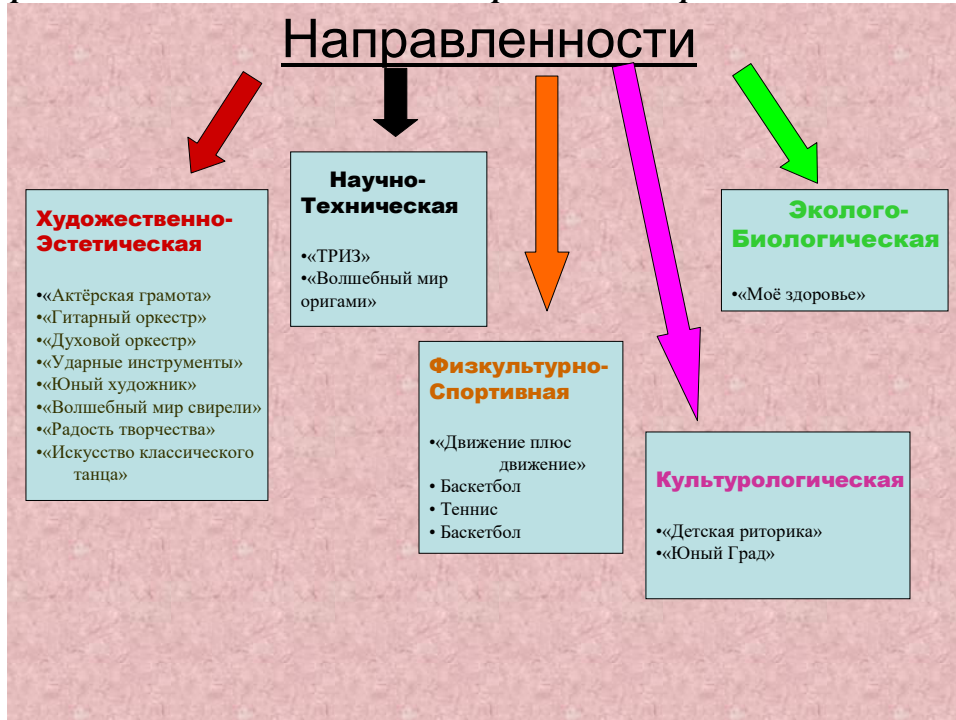 Направленности
Художественно-
Эстетическая
•«Актёрская грамота»
•«Гитарный оркестр»
•«Духовой оркестр»
•«Ударные инструменты»
•«Юный художник»
•«Волшебный мир свирели»
•«Радость творчества»
•«Искусство классического
танца»
Научно-
Техническая
•«ТРИЗ»
•«Волшебный мир
оригами»
Физкультурно-
Спортивная
•«Движение плюс
движение»
• Баскетбол
• Теннис
• Баскетбол
Культурологическая
•«Детская риторика»
•«Юный Град»
Эколого-
Биологическая
•«Моё здоровье»